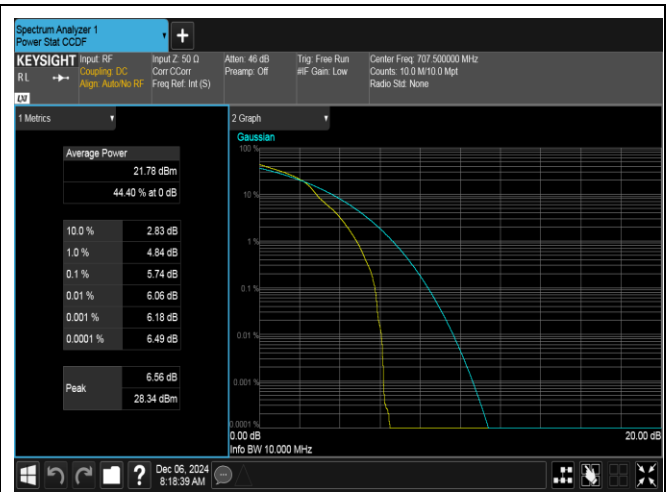 Spectrum Analyzer 1
Power Stat CCDF
KEYSIGHT
RL
LXI
Input: RF
Coupling: DC
Align: Auto/No RF
Input Z: 50 Ω
Corr CCorr
Freq Ref: Int (S)
Atten: 46 dB
Preamp: Off
Trig: Free Run
#IF Gain: Low
Center Freq: 707.500000 MHz
Counts: 10.0 M/10.0 Mpt
Radio Std: None
1 Metrics
Average Power
21.78 dBm
44.40 % at 0 dB
10.0 % 2.83 dB
1.0 % 4.84 dB
0.1 % 5.74 dB
0.01 % 6.06 dB
0.001 % 6.18 dB
0.0001 % 6.49 dB
Peak
6.56 dB
28.34 dBm
2 Graph
Gaussian
100 %
10 %
1 %
0.1 %
0.01 %
0.001 %
0.0001 %
0.00 dB
20.00 dB
Info BW 10.000 MHz
?
Dec 06, 2024
8:18:39 AM